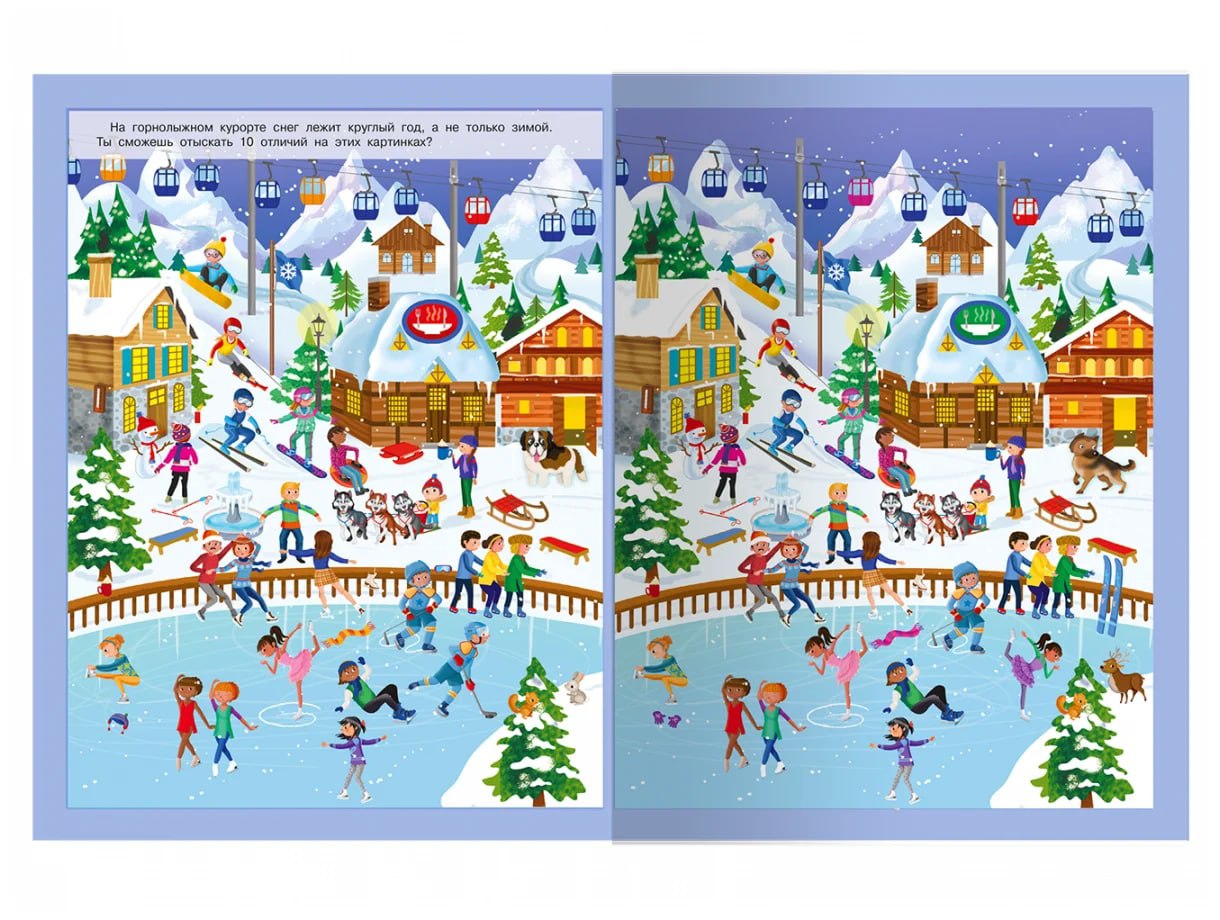 На горнолыжном курорте снег лежит круглый год, а не только зимой.
Ты сможешь отыскать 10 отличий на этих картинках?